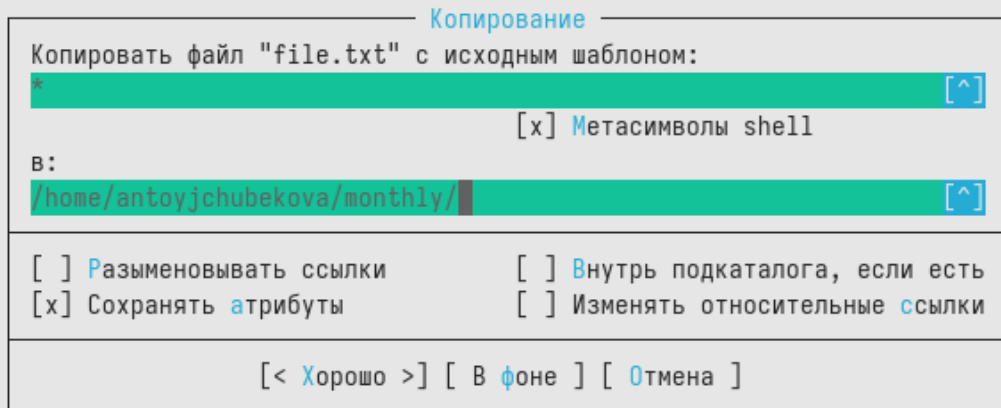 Копирование
Копировать файл "file.txt" с исходным шаблоном:
* [^]
[x] Метасимволы shell
в:
/home/antoyjchubekova/monthly/ [^]
[ ] Разыменовывать ссылки [ ] Внутрь подкаталога, если есть
[x] Сохранять атрибуты [ ] Изменять относительные ссылки
[< Хорошо >] [ В фоне ] [ Отмена ]